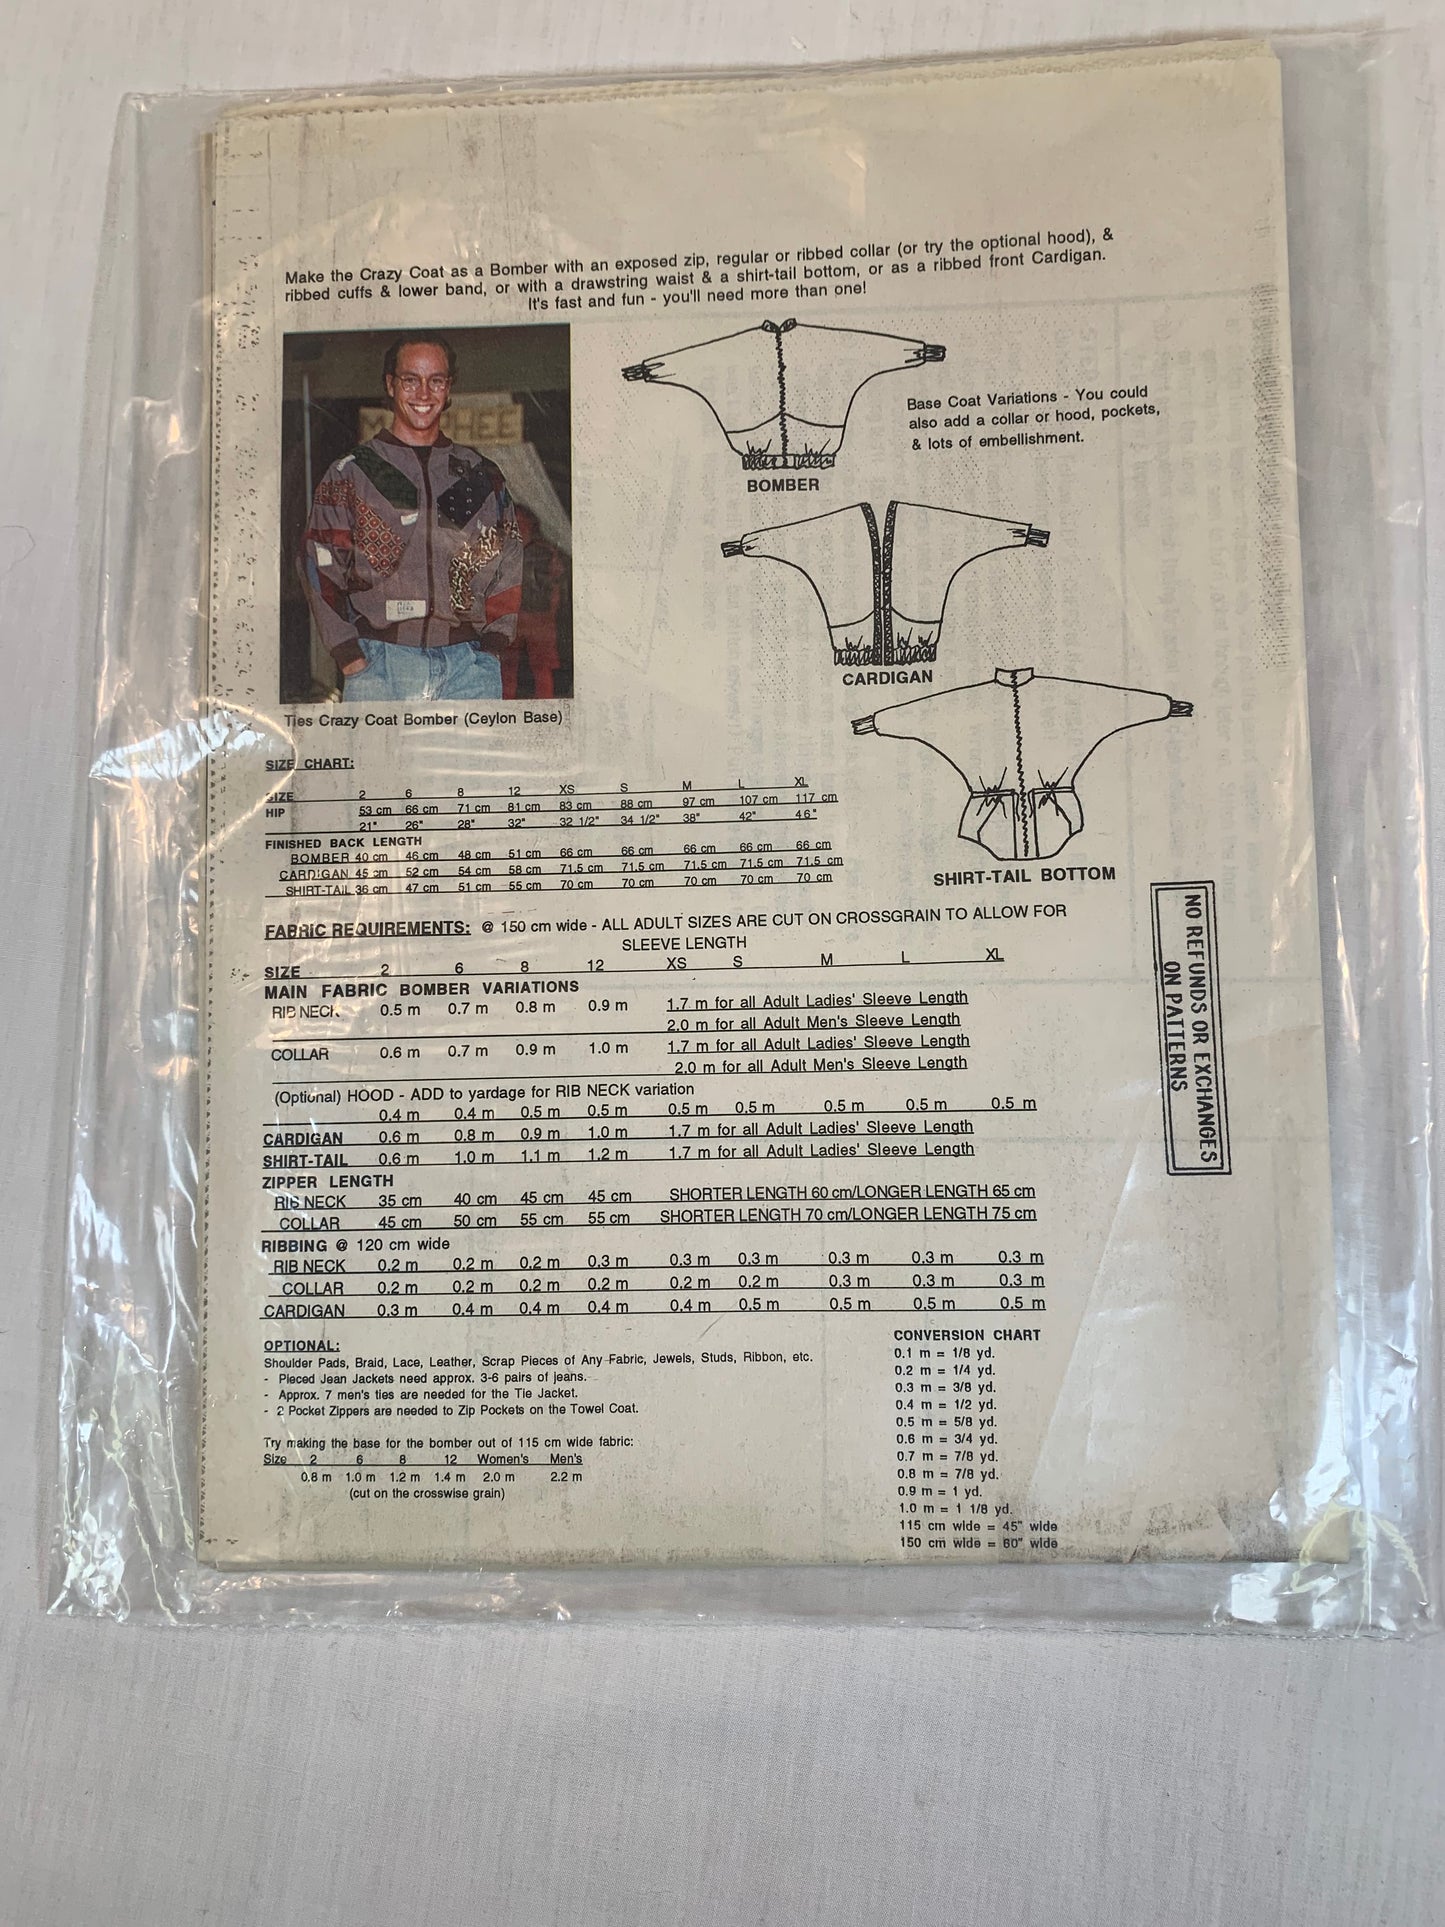 Make the Crazy Coat as a Bomber with an exposed zip, regular or ribbed collar (or try the optional hood), &
ribbed cuffs & lower band, or with a drawstring waist & a shirt-tail bottom, or as a ribbed front Cardigan.
It's fast and fun - you'll need more than one!
Base Coat Variations - You could
also add a collar or hood, pockets,
& lots of embellishment.
BOMBER
CARDIGAN
Ties Crazy Coat Bomber (Ceylon Base)
SHIRT-TAIL BOTTOM
NO REFUNDS OR EXCHANGES
ON PATTERNS
SIZE CHART:
SIZE 2 6 8 12 XS S M L XL
HIP 53 cm 66 cm 71 cm 81 cm 83 cm 88 cm 97 cm 107 cm 117 cm
21" 26" 28" 32" 32 1/2" 34 1/2" 38" 42" 46"
FINISHED BACK LENGTH
BOMBER 40 cm 46 cm 48 cm 51 cm 66 cm 66 cm 66 cm 66 cm 66 cm
CARDIGAN 45 cm 52 cm 54 cm 58 cm 71.5 cm 71.5 cm 71.5 cm 71.5 cm 71.5 cm
SHIRT-TAIL 36 cm 47 cm 51 cm 55 cm 70 cm 70 cm 70 cm 70 cm 70 cm
FABRIC REQUIREMENTS: @ 150 cm wide - ALL ADULT SIZES ARE CUT ON CROSSGRAIN TO ALLOW FOR
SLEEVE LENGTH
SIZE 2 6 8 12 XS S M L XL
MAIN FABRIC BOMBER VARIATIONS
RIB NECK 0.5 m 0.7 m 0.8 m 0.9 m 1.7 m for all Adult Ladies' Sleeve Length
2.0 m for all Adult Men's Sleeve Length
COLLAR 0.6 m 0.7 m 0.9 m 1.0 m 1.7 m for all Adult Ladies' Sleeve Length
2.0 m for all Adult Men's Sleeve Length
(Optional) HOOD - ADD to yardage for RIB NECK variation
0.4 m 0.4 m 0.5 m 0.5 m 0.5 m 0.5 m 0.5 m 0.5 m 0.5 m
CARDIGAN 0.6 m 0.8 m 0.9 m 1.0 m 1.7 m for all Adult Ladies' Sleeve Length
SHIRT-TAIL 0.6 m 1.0 m 1.1 m 1.2 m 1.7 m for all Adult Ladies' Sleeve Length
ZIPPER LENGTH
RIB NECK 35 cm 40 cm 45 cm 45 cm SHORTER LENGTH 60 cm/LONGER LENGTH 65 cm
COLLAR 45 cm 50 cm 55 cm 55 cm SHORTER LENGTH 70 cm/LONGER LENGTH 75 cm
RIBBING @ 120 cm wide
RIB NECK 0.2 m 0.2 m 0.2 m 0.3 m 0.3 m 0.3 m 0.3 m 0.3 m 0.3 m
COLLAR 0.2 m 0.2 m 0.2 m 0.2 m 0.2 m 0.2 m 0.3 m 0.3 m 0.3 m
CARDIGAN 0.3 m 0.4 m 0.4 m 0.4 m 0.4 m 0.5 m 0.5 m 0.5 m 0.5 m
OPTIONAL:
Shoulder Pads, Braid, Lace, Leather, Scrap Pieces of Any Fabric, Jewels, Studs, Ribbon, etc.
- Pieced Jean Jackets need approx. 3-6 pairs of jeans.
- Approx. 7 men's ties are needed for the Tie Jacket.
- 2 Pocket Zippers are needed to Zip Pockets on the Towel Coat.
Try making the base for the bomber out of 115 cm wide fabric:
Size 2 6 8 12 Women's Men's
0.8 m 1.0 m 1.2 m 1.4 m 2.0 m 2.2 m
(cut on the crosswise grain)
CONVERSION CHART
0.1 m = 1/8 yd.
0.2 m = 1/4 yd.
0.3 m = 3/8 yd.
0.4 m = 1/2 yd.
0.5 m = 5/8 yd.
0.6 m = 3/4 yd.
0.7 m = 7/8 yd.
0.8 m = 7/8 yd.
0.9 m = 1 yd.
1.0 m = 1 1/8 yd.
115 cm wide = 45" wide
150 cm wide = 60" wide